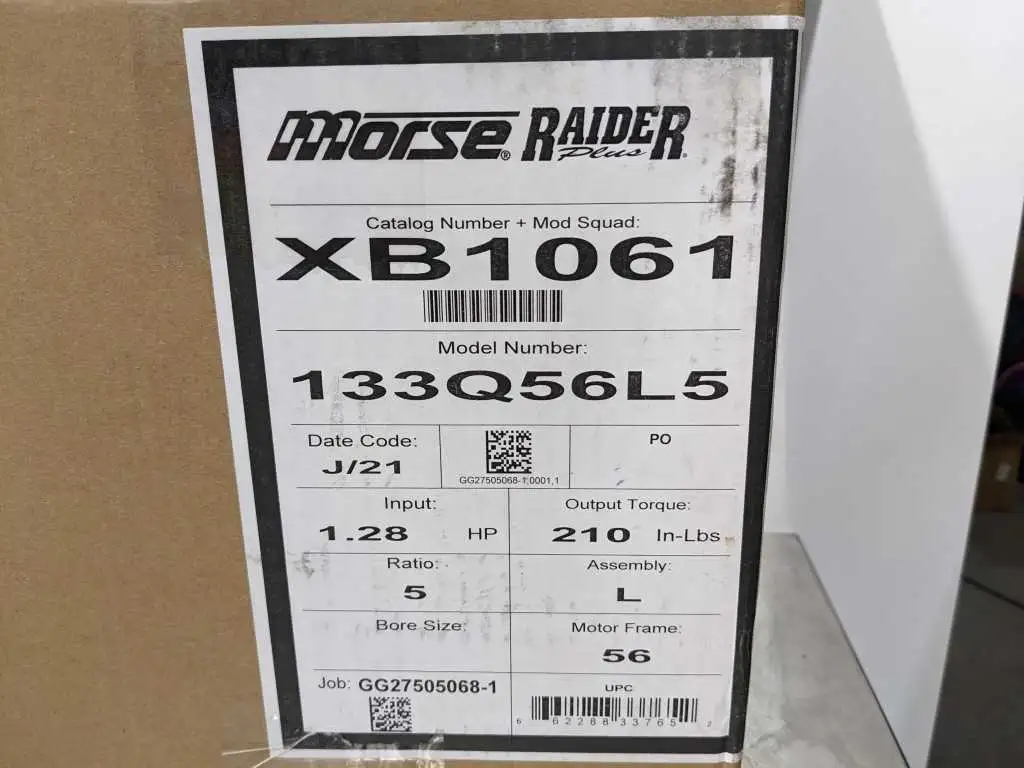 morse® RAIDER Plus®
Catalog Number + Mod Squad:
XB1061
Model Number:
133Q56L5
Date Code:
J/21
GG27505068-1,0001,1
PO
Input:
1.28 HP
Output Torque:
210 In-Lbs
Ratio:
5
Assembly:
L
Bore Size:
Motor Frame:
56
Job: GG27505068-1
UPC
6 62288 33765 2